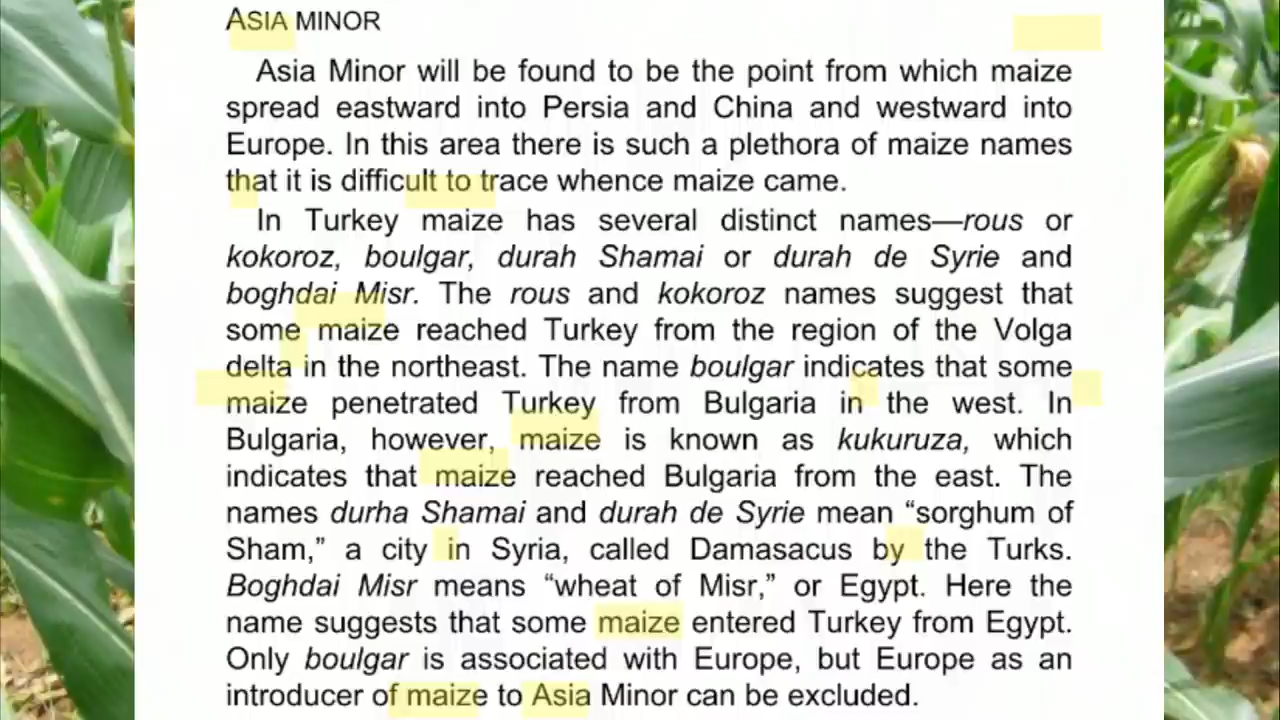 ASIA MINOR
Asia Minor will be found to be the point from which maize
spread eastward into Persia and China and westward into
Europe. In this area there is such a plethora of maize names
that it is difficult to trace whence maize came.
In Turkey maize has several distinct names—rous or
kokoroz, boulgar, durah Shamai or durah de Syrie and
boghdai Misr. The rous and kokoroz names suggest that
some maize reached Turkey from the region of the Volga
delta in the northeast. The name boulgar indicates that some
maize penetrated Turkey from Bulgaria in the west. In
Bulgaria, however, maize is known as kukuruza, which
indicates that maize reached Bulgaria from the east. The
names durha Shamai and durah de Syrie mean “sorghum of
Sham,” a city in Syria, called Damasacus by the Turks.
Boghdai Misr means “wheat of Misr,” or Egypt. Here the
name suggests that some maize entered Turkey from Egypt.
Only boulgar is associated with Europe, but Europe as an
introducer of maize to Asia Minor can be excluded.